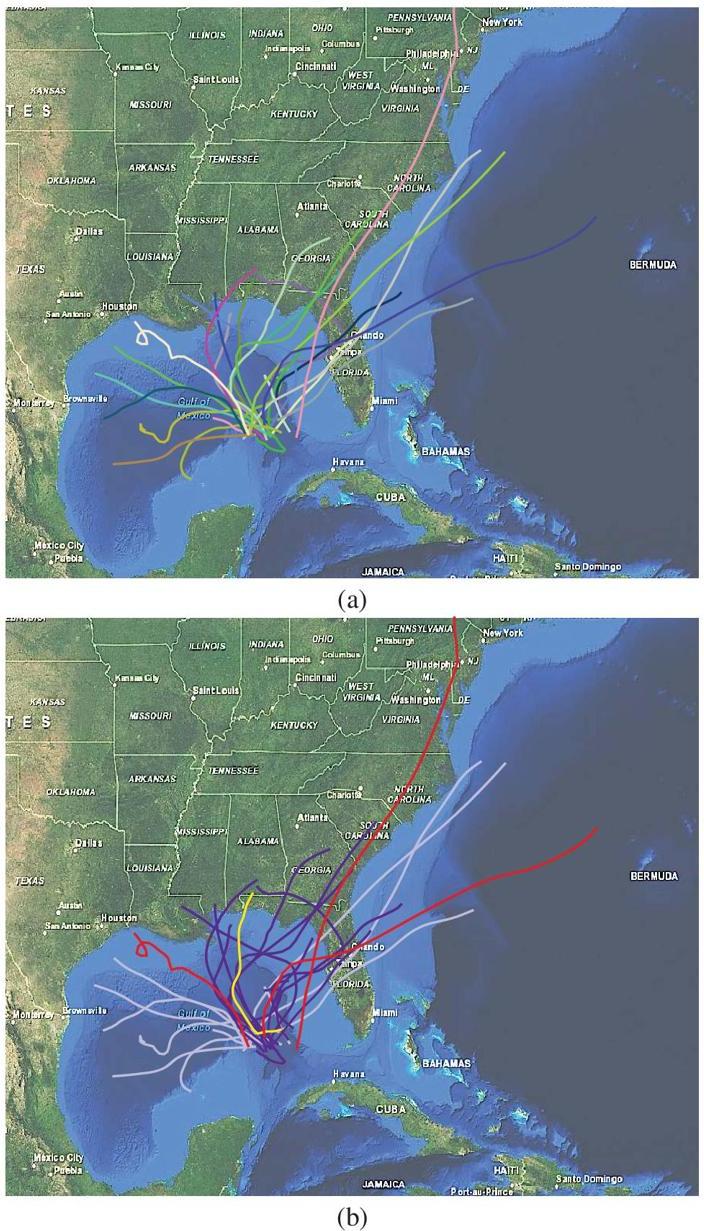 PENNSYLVANIA
New York
ILLINOIS
INDIANA
OHIO
Pittsburgh
Indianapolis
Columbus
Philadelphi
NJ
Kansas City
Cincinnati
ML
Saint Louis
WEST
VIRGINIA
Washington
DE
KANSAS
T E S
MISSOURI
KENTUCKY
VIRGINIA
TENNESSEE
ARKANSAS
OKLAHOMA
Charlotte
NORTH
CAROLINA
Atlanta
SOUTH
CAROLINA
MISSISSIPPI
ALABAMA
Dallas
LOUISIANA
GEORGIA
TEXAS
BERMUDA
Austin
Houston
San Antonio
Orlando
Tampa
FLORIDA
Monterrey
Brownsville
Gulf of
Mexico
Miami
BAHAMAS
Havana
CUBA
Mexico City
Puebla
HAITI
Santo Domingo
JAMAICA
(a)
PENNSYLVANIA
New York
ILLINOIS
INDIANA
OHIO
Pittsburgh
Indianapolis
Columbus
Philadelphi
NJ
Kansas City
Cincinnati
ML
Saint Louis
WEST
VIRGINIA
Washington
DE
KANSAS
T E S
MISSOURI
KENTUCKY
VIRGINIA
TENNESSEE
ARKANSAS
OKLAHOMA
Charlotte
NORTH
CAROLINA
Atlanta
SOUTH
CAROLINA
MISSISSIPPI
ALABAMA
Dallas
LOUISIANA
GEORGIA
TEXAS
BERMUDA
Austin
Houston
San Antonio
Orlando
Tampa
FLORIDA
Monterrey
Brownsville
Gulf of
Mexico
Miami
BAHAMAS
Havana
CUBA
Mexico City
Puebla
HAITI
Santo Domingo
JAMAICA
Port-au-Prince
(b)